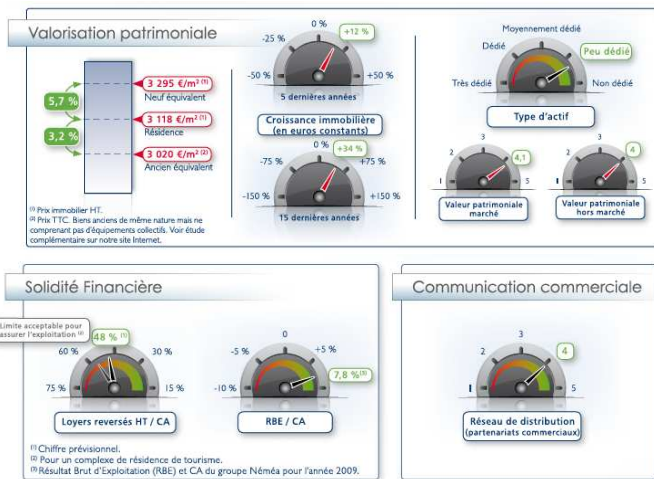 Valorisation patrimoniale
3 295 €/m² (1)
Neuf équivalent
5,7 %
3 118 €/m² (1)
Résidence
3,2 %
3 020 €/m² (2)
Ancien équivalent
(1) Prix immobilier HT.
(2) Prix TTC. Biens anciens de même nature mais ne
comprenant pas d'équipements collectifs. Voir étude
complémentaire sur notre site Internet.
0 %
+12 %
-25 %
-50 %
+50 %
5 dernières années
Croissance immobilière
(en euros constants)
0 %
+34 %
-75 %
+75 %
-150 %
+150 %
15 dernières années
Moyennement dédié
Dédié
Peu dédié
Très dédié
Non dédié
Type d'actif
3
2
4,1
1
5
Valeur patrimoniale
marché
3
2
4
1
5
Valeur patrimoniale
hors marché
Solidité Financière
Limite acceptable pour
assurer l'exploitation (2)
48 % (1)
60 %
30 %
75 %
15 %
Loyers reversés HT / CA
0
-5 %
+5 %
-10 %
7,8 %(3)
RBE / CA
(1) Chiffre prévisionnel.
(2) Pour un complexe de résidence de tourisme.
(3) Résultat Brut d'Exploitation (RBE) et CA du groupe Néméa pour l'année 2009.
Communication commerciale
3
2
4
1
5
Réseau de distribution
(partenariats commerciaux)